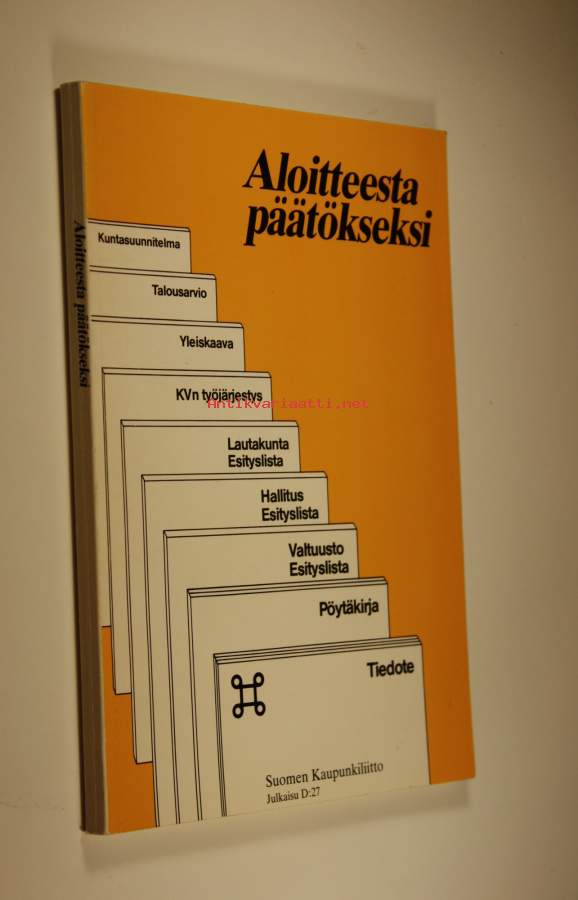 Aloitteesta
päätökseksi
Aloitteesta päätökseksi
Kuntasuunnitelma
Talousarvio
Yleiskaava
KVn työjärjestys
Antikvariaatti.net
Lautakunta
Esityslista
Hallitus
Esityslista
Valtuusto
Esityslista
Pöytäkirja
Tiedote
Suomen Kaupunkiliitto
Julkaisu D:27